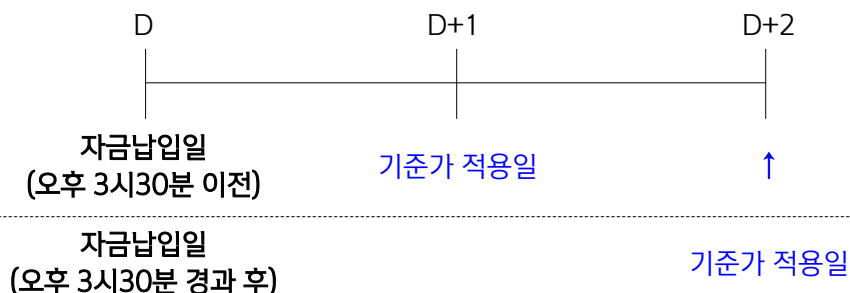 D D+1 D+2
자금납입일
(오후 3시30분 이전)
기준가 적용일
↑
자금납입일
(오후 3시30분 경과 후)
기준가 적용일